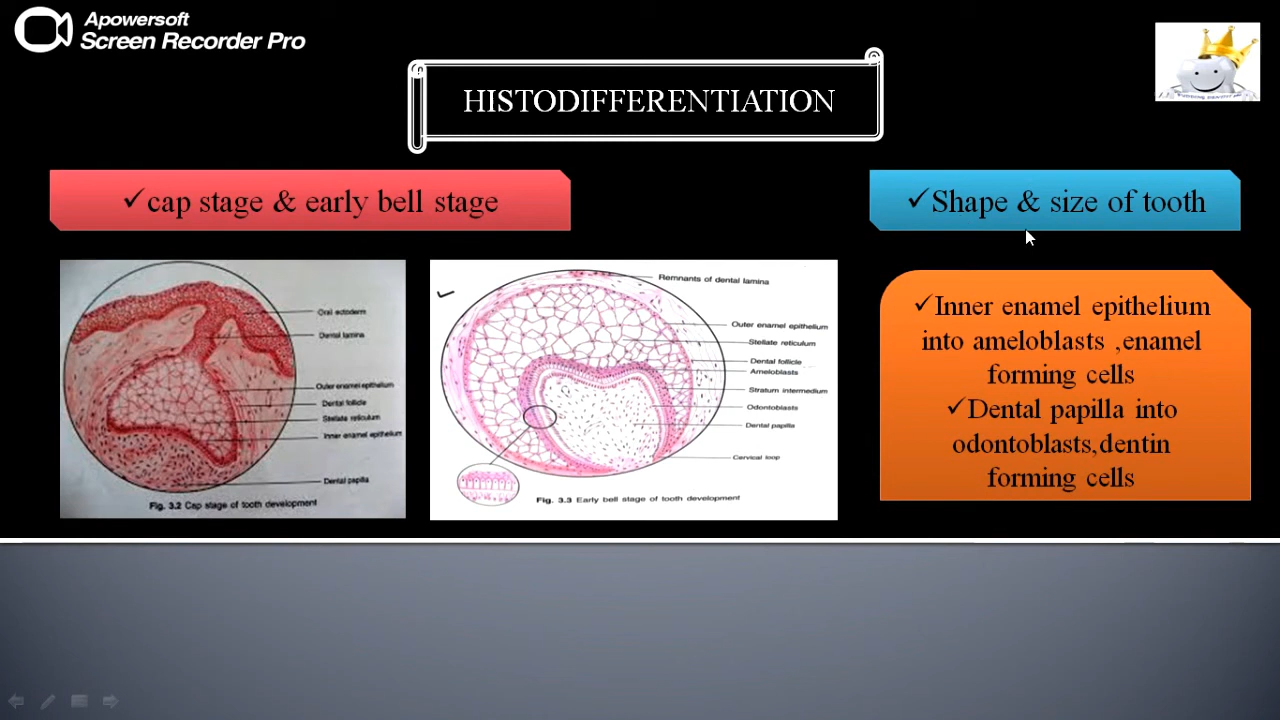 Apowersoft
Screen Recorder Pro
HISTODIFFERENTIATION
✓cap stage & early bell stage
✓Shape & size of tooth
Oral ectoderm
Dental lamina
Outer enamel epithelium
Dental follicle
Stellate reticulum
Inner enamel epithelium
Dental papilla
Fig. 3.2 Cap stage of tooth development
Remnants of dental lamina
Outer enamel epithelium
Stellate reticulum
Dental follicle
Ameloblasts
Stratum intermedium
Odontoblasts
Dental papilla
Cervical loop
Fig. 3.3 Early bell stage of tooth development
✓Inner enamel epithelium
into ameloblasts ,enamel
forming cells
✓Dental papilla into
odontoblasts,dentin
forming cells